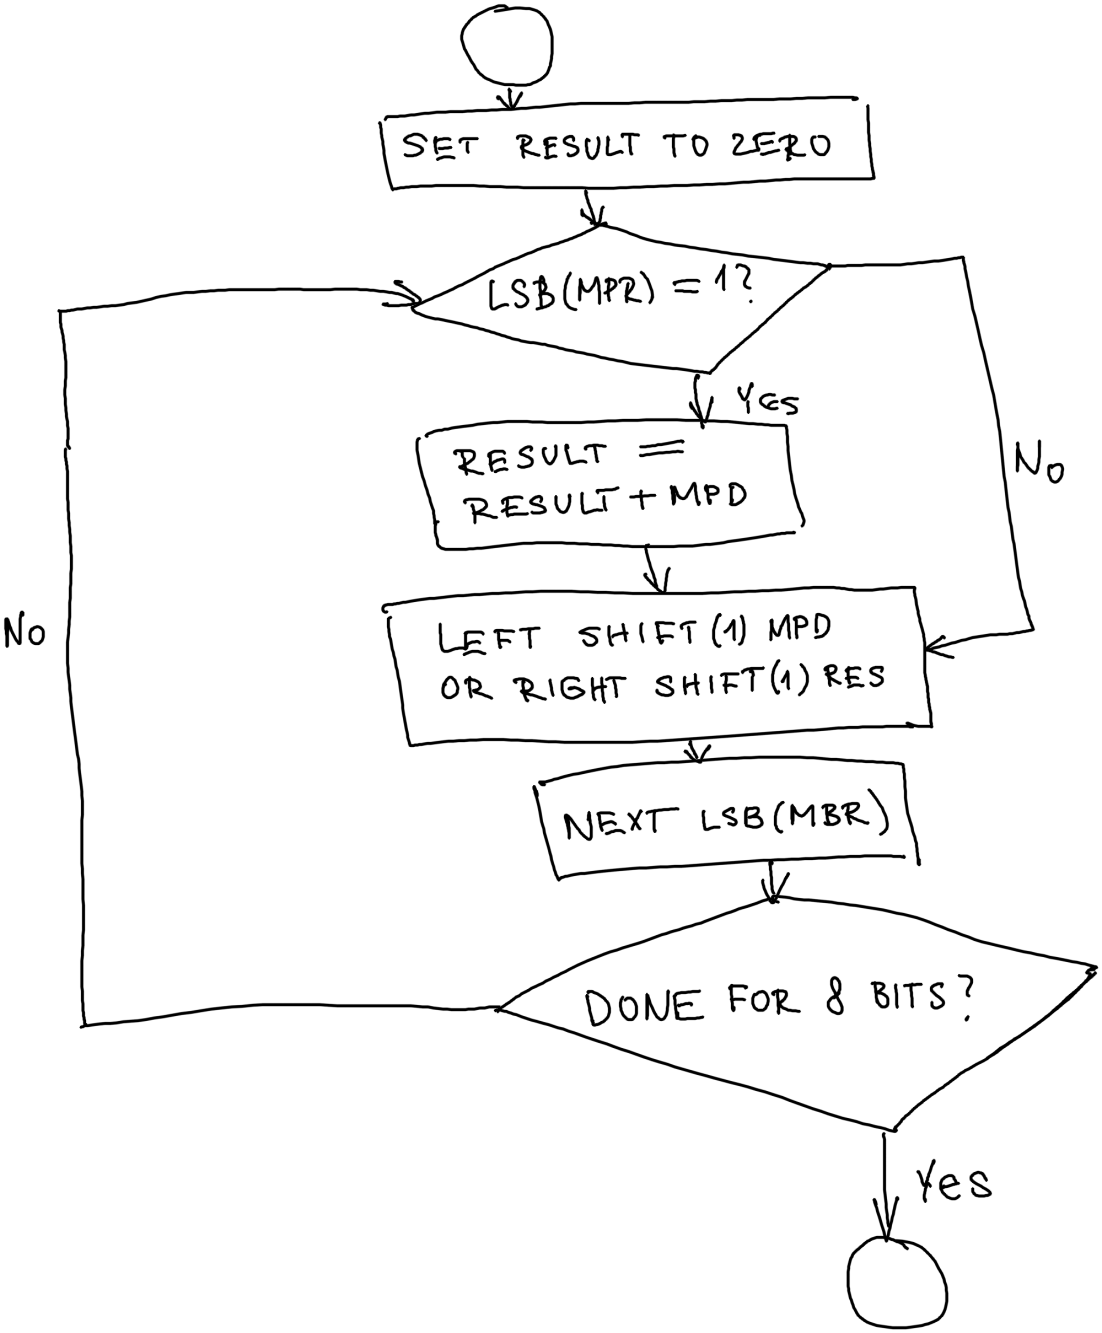 SET RESULT TO ZERO
LSB(MPR) = 1?
YES
RESULT =
RESULT + MPD
No
LEFT SHIFT(1) MPD
OR RIGHT SHIFT(1) RES
No
NEXT LSB(MBR)
DONE FOR 8 BITS?
Yes